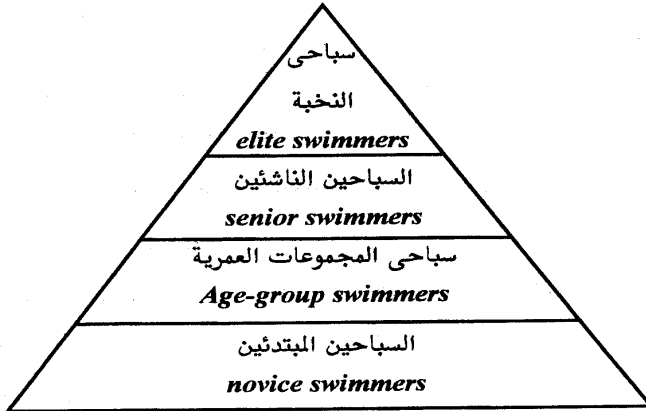 سباحى
النخبة
elite swimmers
السباحين الناشئين
senior swimmers
سباحى المجموعات العمرية
Age-group swimmers
السباحين المبتدئين
novice swimmers